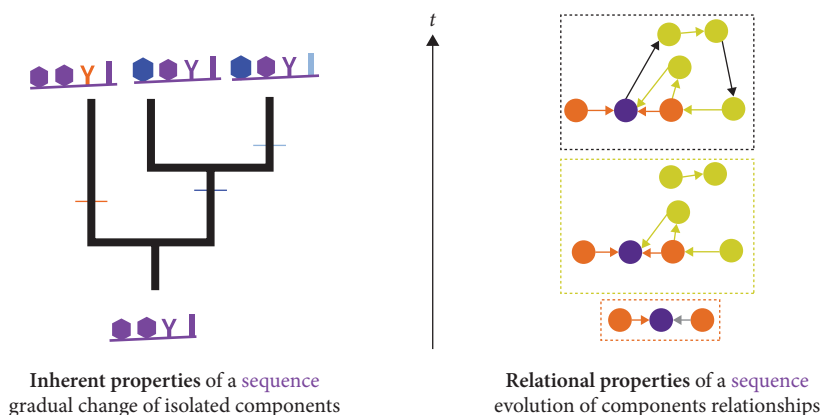 t
Inherent properties of a sequence
gradual change of isolated components
Relational properties of a sequence
evolution of components relationships